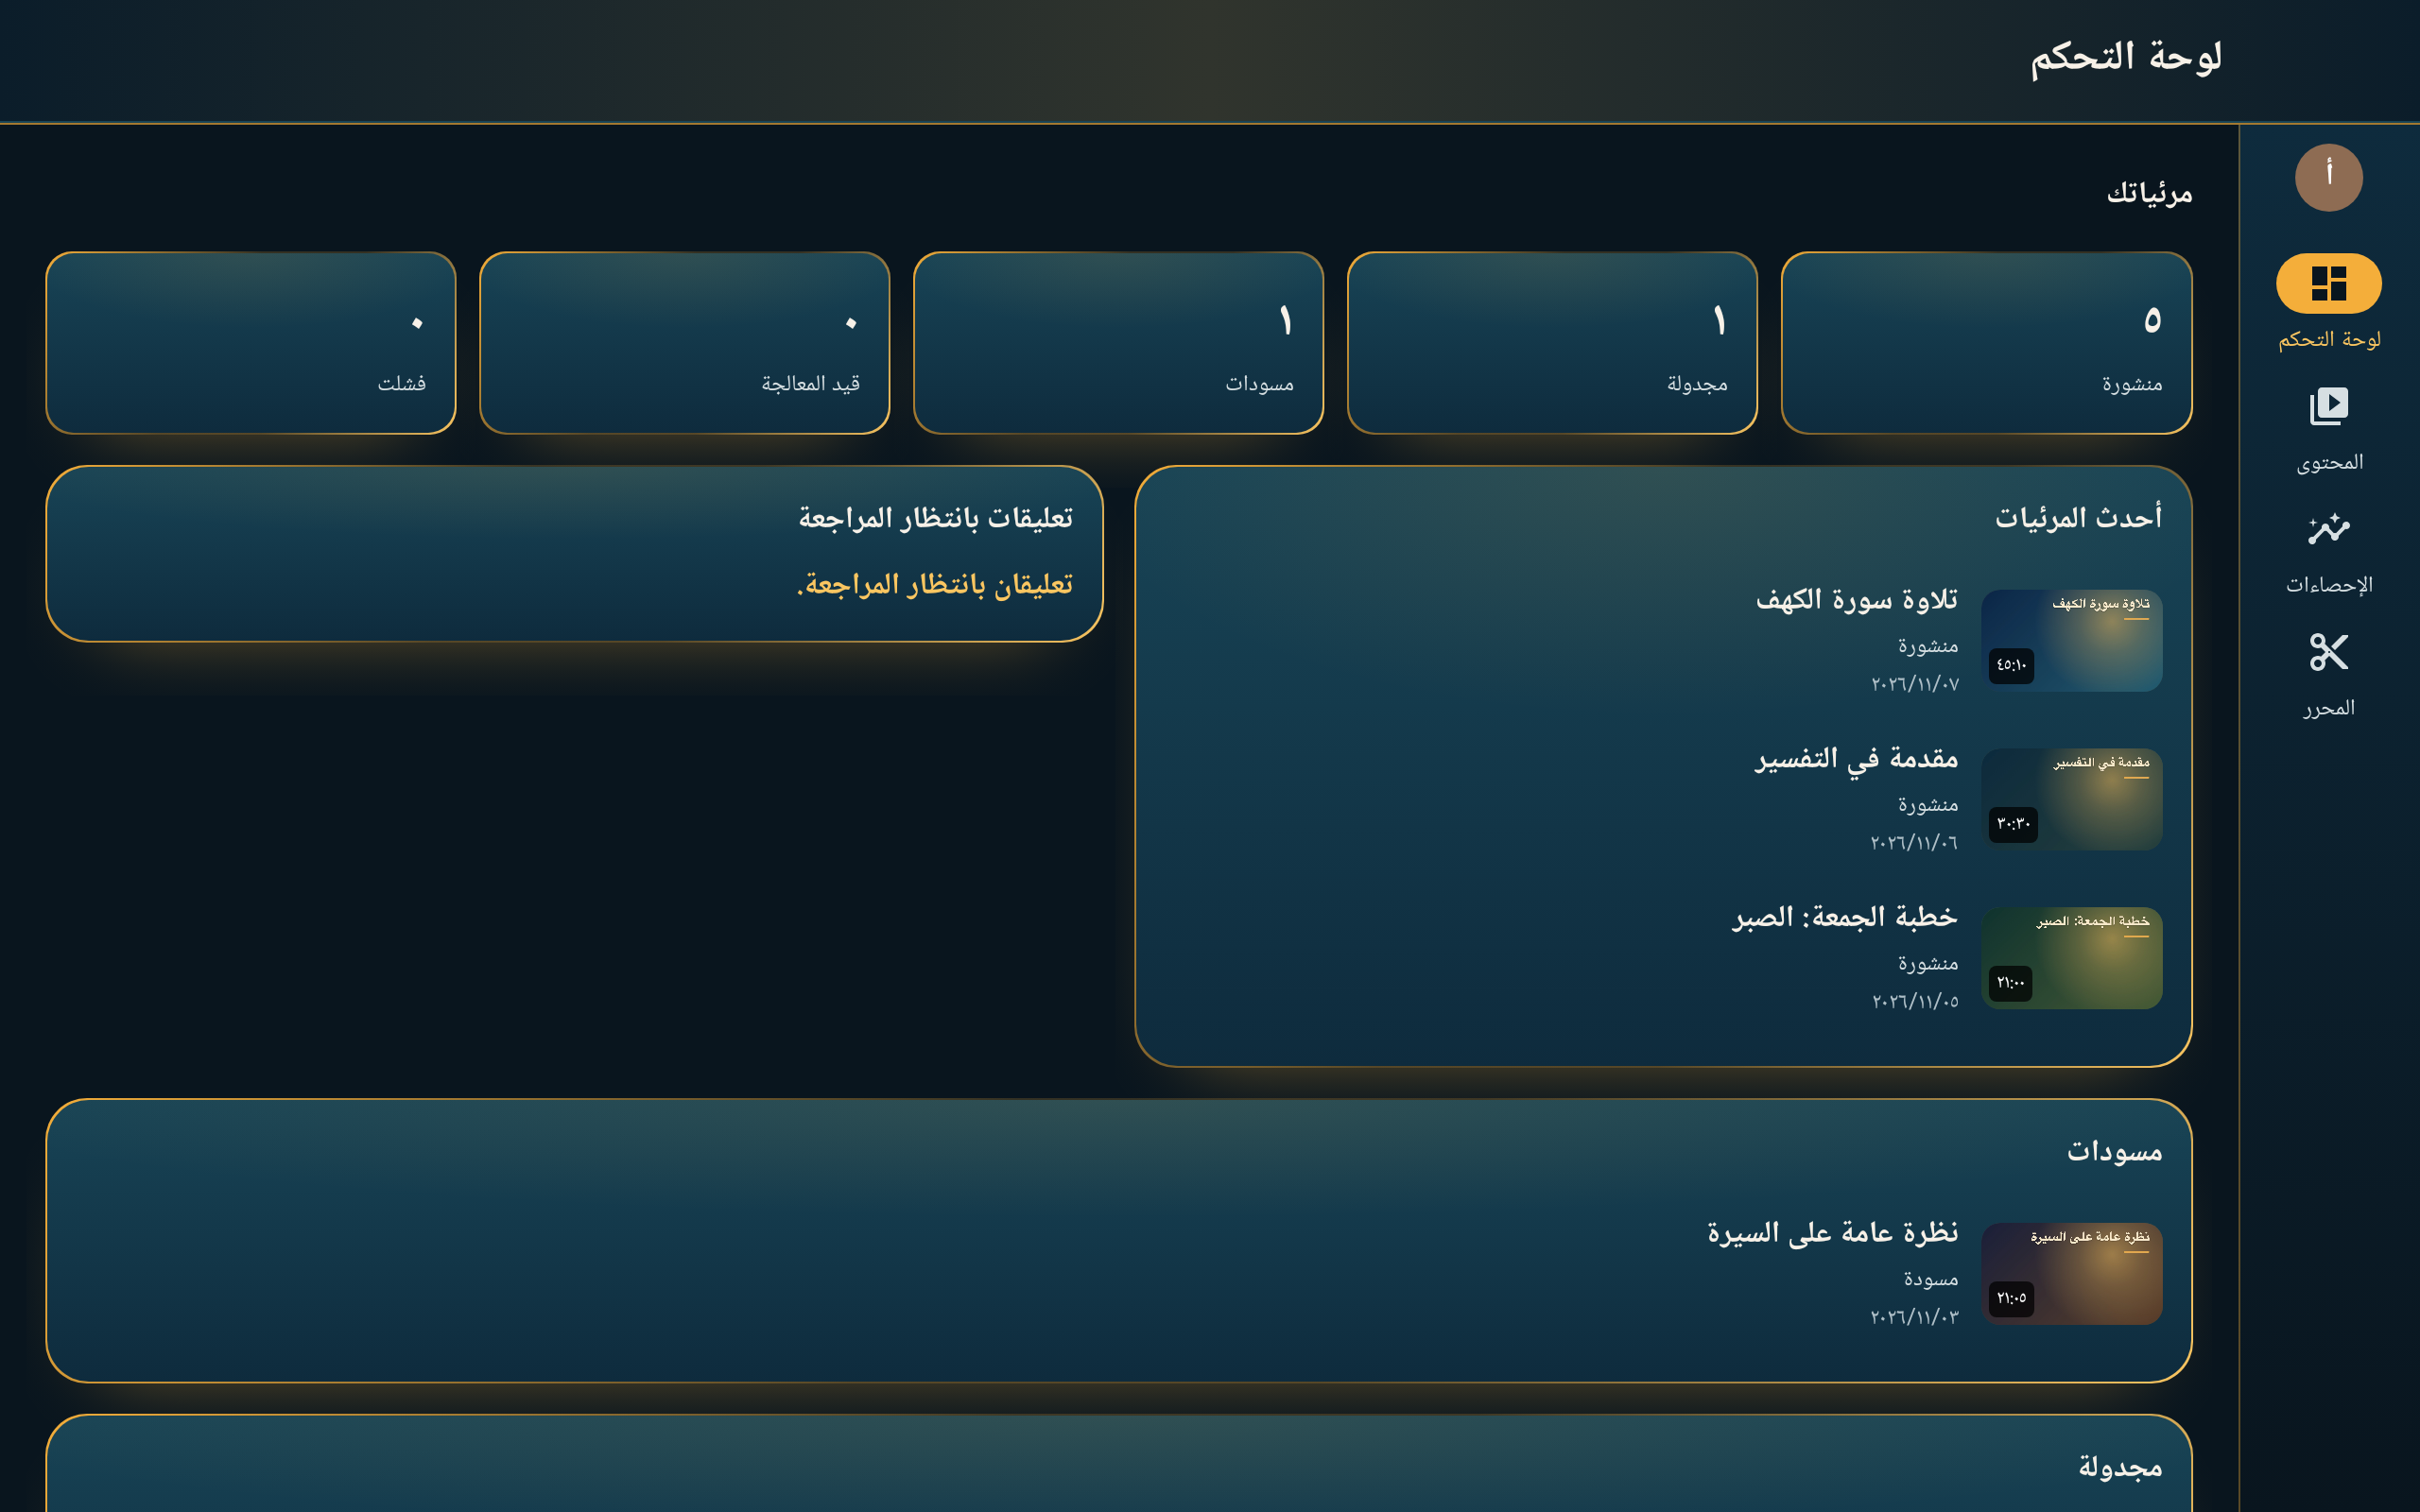 لوحة التحكم
أ
لوحة التحكم
المحتوى
الإحصاءات
المحرر
مرئياتك
٥
منشورة
١
مجدولة
١
مسودات
٠
قيد المعالجة
٠
فشلت
أحدث المرئيات
تلاوة سورة الكهف
٤٥:١٠
تلاوة سورة الكهف
منشورة
٢٠٢٦/١١/٠٧
مقدمة في التفسير
٣٠:٣٠
مقدمة في التفسير
منشورة
٢٠٢٦/١١/٠٦
خطبة الجمعة: الصبر
٢١:٠٠
خطبة الجمعة: الصبر
منشورة
٢٠٢٦/١١/٠٥
تعليقات بانتظار المراجعة
تعليقان بانتظار المراجعة.
مسودات
نظرة عامة على السيرة
٢١:٠٥
نظرة عامة على السيرة
مسودة
٢٠٢٦/١١/٠٣
مجدولة